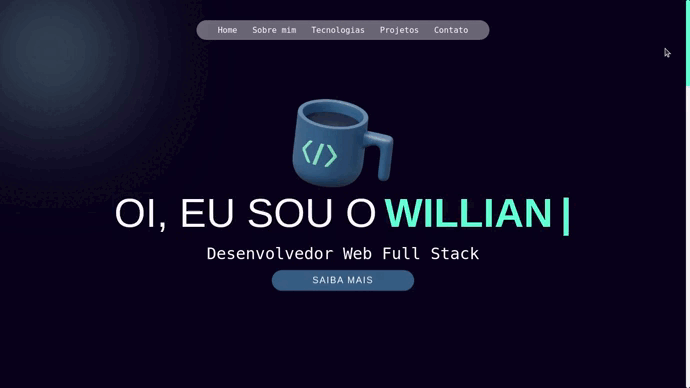 Home Sobre mim Tecnologias Projetos Contato
</>
OI, EU SOU O WILLIAN |
Desenvolvedor Web Full Stack
SAIBA MAIS